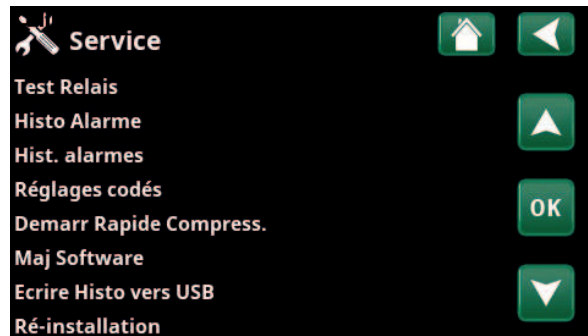 Service
Test Relais
Histo Alarme
Hist. alarmes
Réglages codés
OK
Demarr Rapide Compress.
Maj Software
Ecrire Histo vers USB
Ré-installation